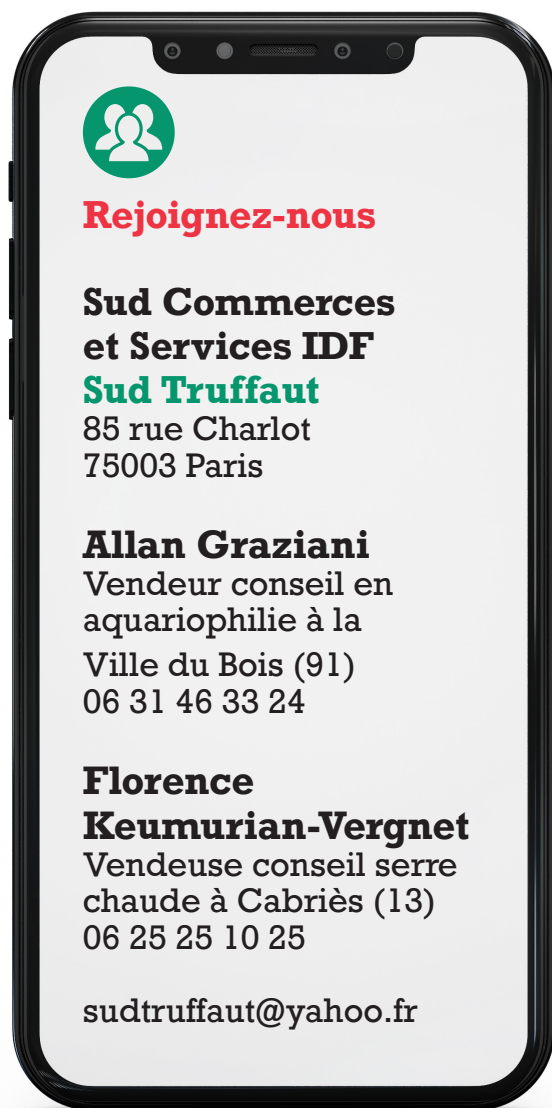 Rejoignez-nous
Sud Commerces
et Services IDF
Sud Truffaut
85 rue Charlot
75003 Paris
Allan Graziani
Vendeur conseil en
aquariophilie à la
Ville du Bois (91)
06 31 46 33 24
Florence
Keumurian-Vergnet
Vendeuse conseil serre
chaude à Cabriès (13)
06 25 25 10 25
sudtruffaut@yahoo.fr